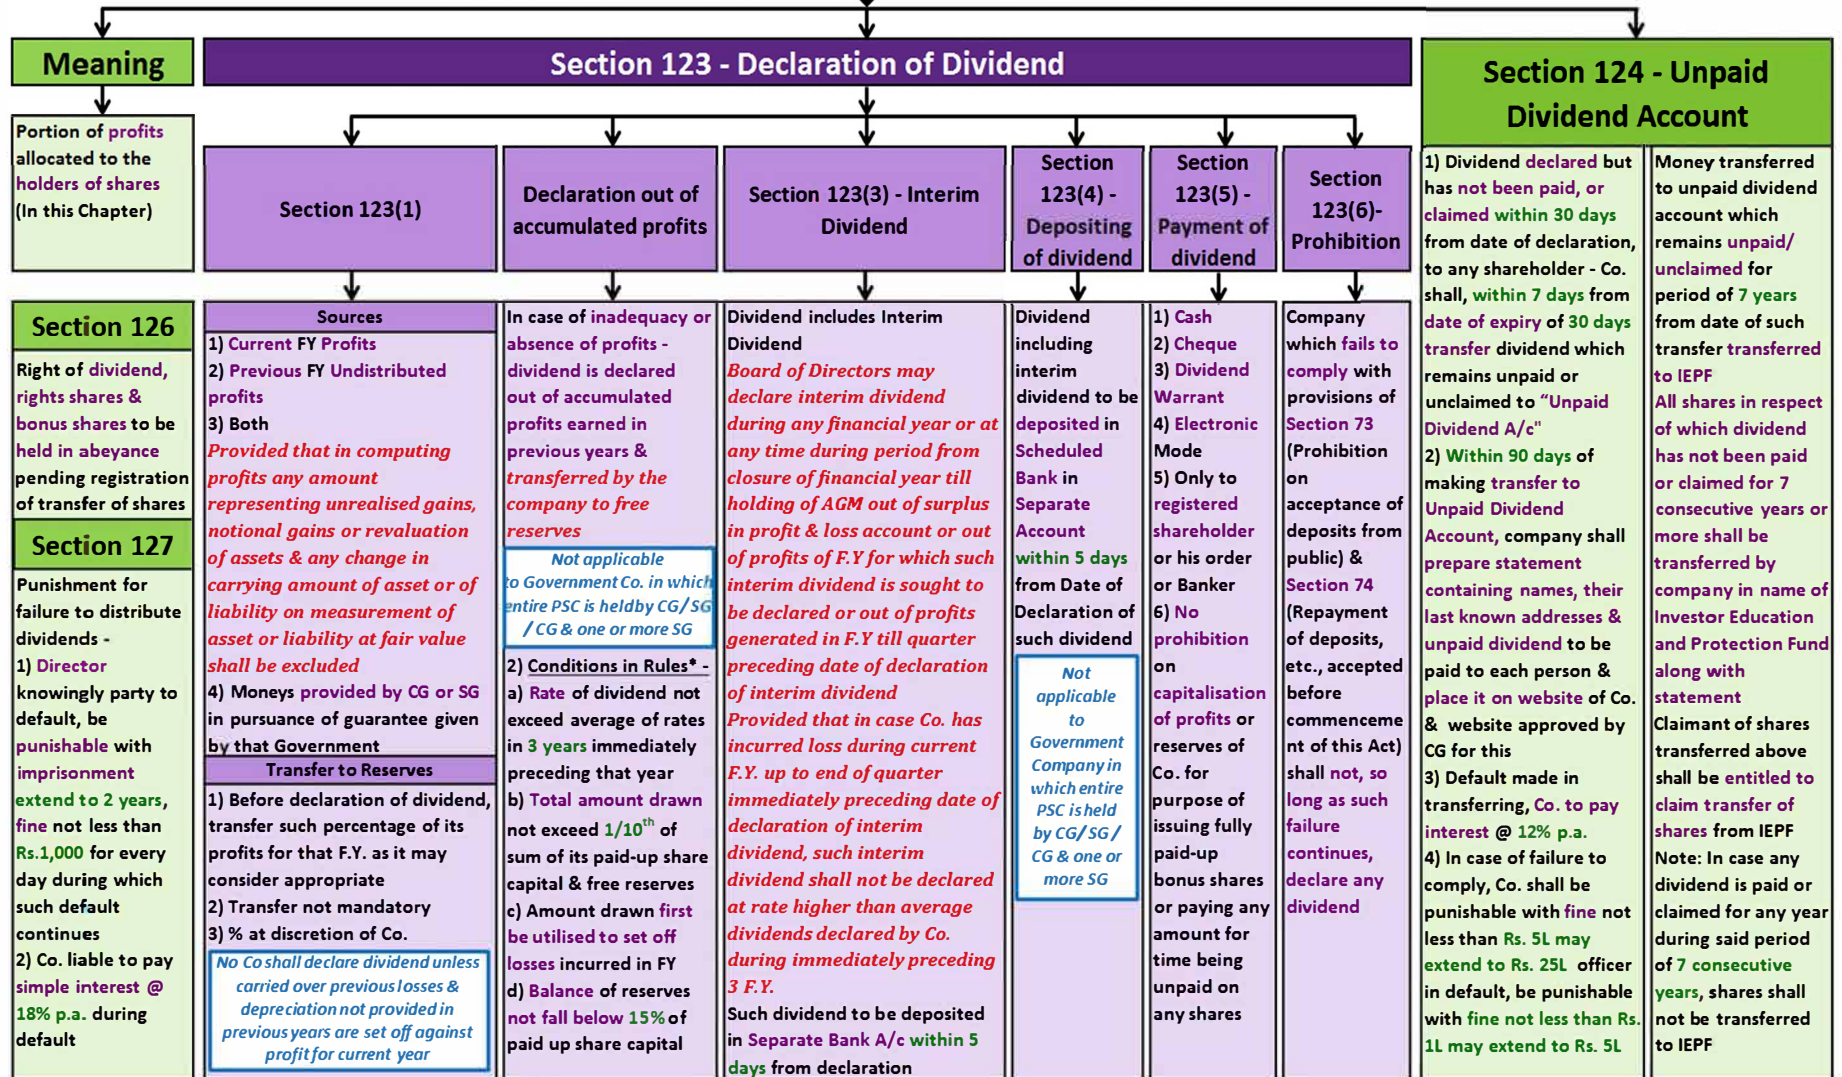 Meaning
Portion of profits
allocated to the
holders of shares
(In this Chapter)
Section 126
Right of dividend,
rights shares &
bonus shares to be
held in abeyance
pending registration
of transfer of shares
Section 127
Punishment for
failure to distribute
dividends -
1) Director
knowingly party to
default, be
punishable with
imprisonment
extend to 2 years,
fine not less than
Rs.1,000 for every
day during which
such default
continues
2) Co. liable to pay
simple interest @
18% p.a. during
default
Section 123 - Declaration of Dividend
Section 123(1)
Sources
1) Current FY Profits
2) Previous FY Undistributed
profits
3) Both
Provided that in computing
profits any amount
representing unrealised gains,
notional gains or revaluation
of assets & any change in
carrying amount of asset or of
liability on measurement of
asset or liability at fair value
shall be excluded
4) Moneys provided by CG or SG
in pursuance of guarantee given
by that Government
Transfer to Reserves
1) Before declaration of dividend,
transfer such percentage of its
profits for that F.Y. as it may
consider appropriate
2) Transfer not mandatory
3) % at discretion of Co.
No Co shall declare dividend unless
carried over previous losses &
depreciation not provided in
previous years are set off against
profit for current year
Declaration out of
accumulated profits
In case of inadequacy or
absence of profits -
dividend is declared
out of accumulated
profits earned in
previous years &
transferred by the
company to free
reserves
Not applicable
to Government Co. in which
entire PSC is heldby CG/SG
/ CG & one or more SG
2) Conditions in Rules* -
a) Rate of dividend not
exceed average of rates
in 3 years immediately
preceding that year
b) Total amount drawn
not exceed 1/10th of
sum of its paid-up share
capital & free reserves
c) Amount drawn first
be utilised to set off
losses incurred in FY
d) Balance of reserves
not fall below 15% of
paid up share capital
Section 123(3) - Interim
Dividend
Dividend includes Interim
Dividend
Board of Directors may
declare interim dividend
during any financial year or at
any time during period from
closure of financial year till
holding of AGM out of surplus
in profit & loss account or out
of profits of F.Y for which such
interim dividend is sought to
be declared or out of profits
generated in F.Y till quarter
preceding date of declaration
of interim dividend
Provided that in case Co. has
incurred loss during current
F.Y. up to end of quarter
immediately preceding date of
declaration of interim
dividend, such interim
dividend shall not be declared
at rate higher than average
dividends declared by Co.
during immediately preceding
3 F.Y.
Such dividend to be deposited
in Separate Bank A/c within 5
days from declaration
Section
123(4) -
Depositing
of dividend
Dividend
including
interim
dividend to be
deposited in
Scheduled
Bank in
Separate
Account
within 5 days
from Date of
Declaration of
such dividend
Not
applicable
to
Government
Company in
which entire
PSC is held
by CG/ SG /
CG & one or
more SG
Section
123(5) -
Payment of
dividend
1) Cash
2) Cheque
3) Dividend
Warrant
4) Electronic
Mode
5) Only to
registered
shareholder
or his order
or Banker
6) No
prohibition
on
capitalisation
of profits or
reserves of
Co. for
purpose of
issuing fully
paid-up
bonus shares
or paying any
amount for
time being
unpaid on
any shares
Section
123(6)-
Prohibition
Company
which fails to
comply with
provisions of
Section 73
(Prohibition
on
acceptance of
deposits from
public) &
Section 74
(Repayment
of deposits,
etc., accepted
before
commenceme
nt of this Act)
shall not, so
long as such
failure
continues,
declare any
dividend
Section 124 - Unpaid
Dividend Account
1) Dividend declared but
has not been paid, or
claimed within 30 days
from date of declaration,
to any shareholder - Co.
shall, within 7 days from
date of expiry of 30 days
transfer dividend which
remains unpaid or
unclaimed to “Unpaid
Dividend A/c"
2) Within 90 days of
making transfer to
Unpaid Dividend
Account, company shall
prepare statement
containing names, their
last known addresses &
unpaid dividend to be
paid to each person &
place it on website of Co.
& website approved by
CG for this
3) Default made in
transferring, Co. to pay
interest @ 12% p.a.
4) In case of failure to
comply, Co. shall be
punishable with fine not
less than Rs. 5L may
extend to Rs. 25L officer
in default, be punishable
with fine not less than Rs.
1L may extend to Rs. 5L
Money transferred
to unpaid dividend
account which
remains unpaid/
unclaimed for
period of 7 years
from date of such
transfer transferred
to IEPF
All shares in respect
of which dividend
has not been paid
or claimed for 7
consecutive years or
more shall be
transferred by
company in name of
Investor Education
and Protection Fund
along with
statement
Claimant of shares
transferred above
shall be entitled to
claim transfer of
shares from IEPF
Note: In case any
dividend is paid or
claimed for any year
during said period
of 7 consecutive
years, shares shall
not be transferred
to IEPF